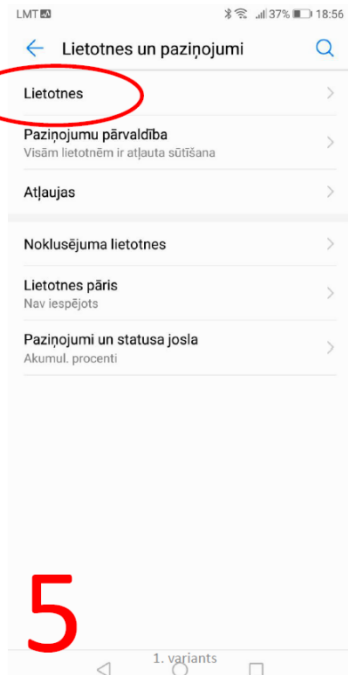 LMT 37% 18:56
Lietotnes un paziņojumi
Lietotnes
Paziņojumu pārvaldība
Visām lietotnēm ir atļauta sūtīšana
Atļaujas
Noklusējuma lietotnes
Lietotnes pāris
Nav iespējots
Paziņojumi un statusa josla
Akumul. procenti
5
1. variants